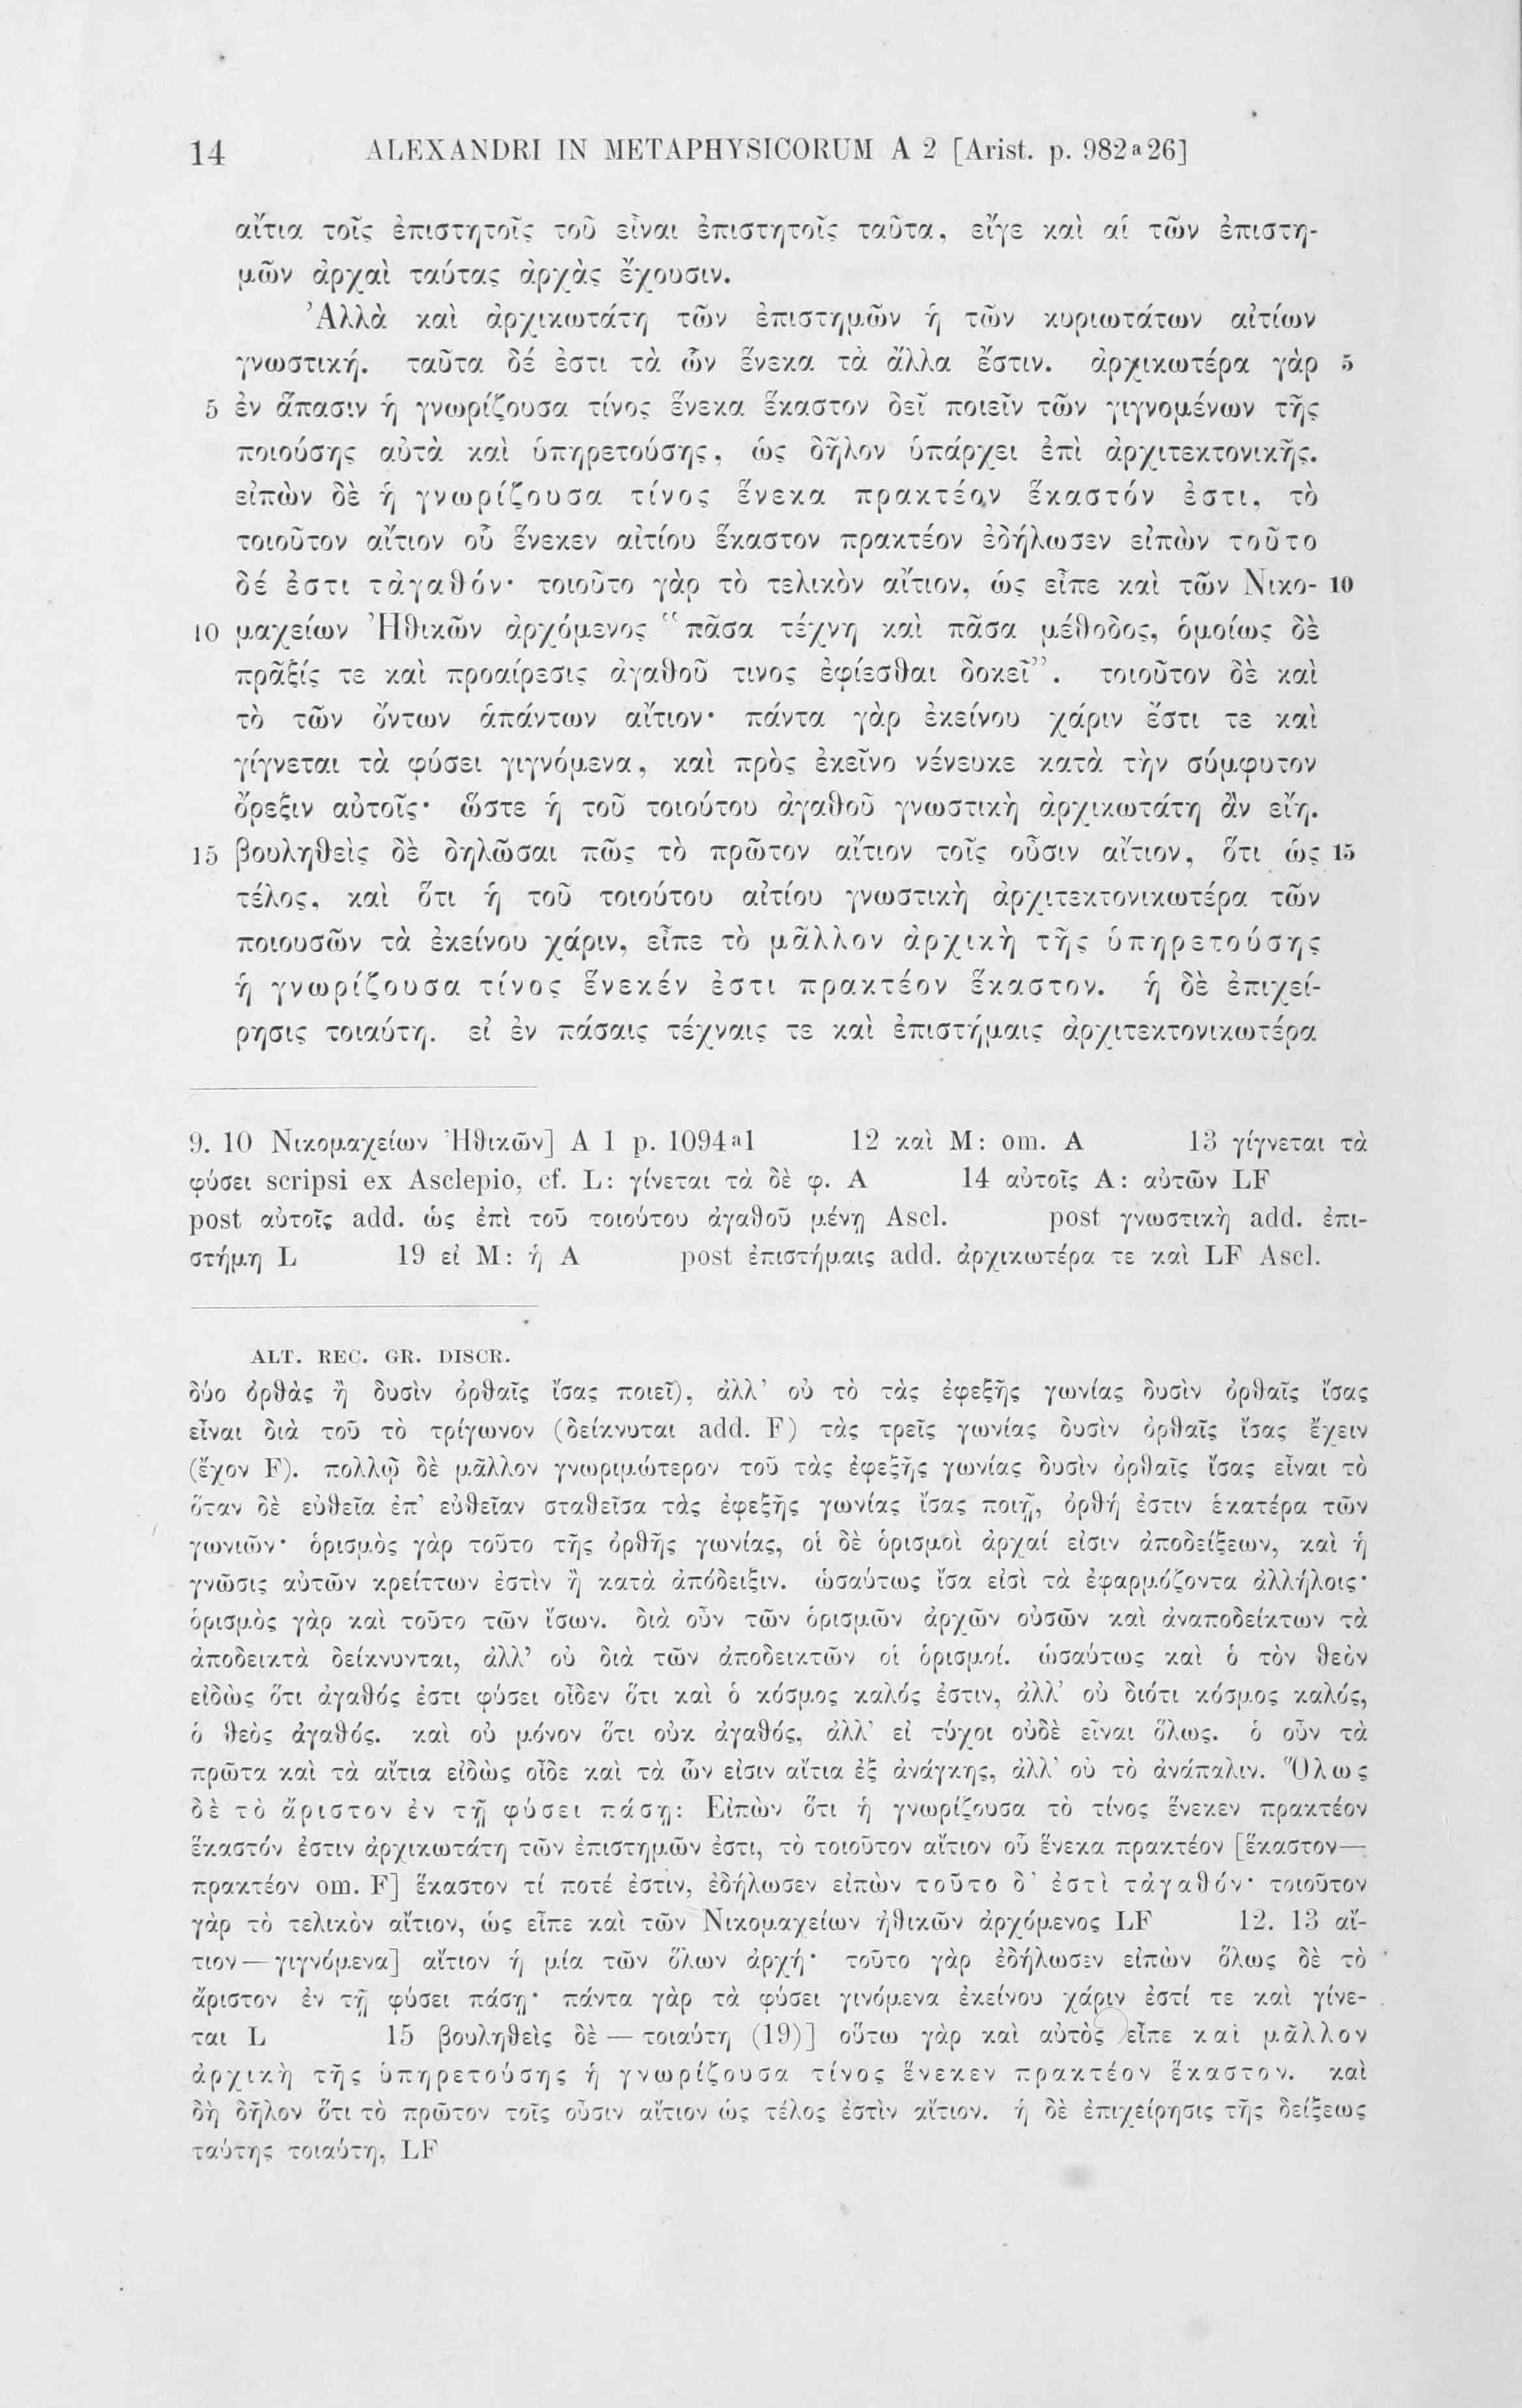 14 ALEXANDRI IN METAPHYSICORUM A 2 [Arist. p. 982a26]
αἴτια τοῖς ἐπιστητοῖς τοῦ εἶναι ἐπιστητοῖς ταῦτα, εἴγε καὶ αἱ τῶν ἐπιστη-
μῶν ἀρχαὶ ταύτας ἀρχὰς ἔχουσιν.
Ἀλλὰ καὶ ἀρχικωτάτη τῶν ἐπιστημῶν ἡ τῶν κυριωτάτων αἰτίων
γνωστική. ταῦτα δέ ἐστι τὰ ὧν ἕνεκα τὰ ἄλλα ἔστιν. ἀρχικωτέρα γὰρ 5
5 ἐν ἅπασιν ἡ γνωρίζουσα τίνος ἕνεκα ἕκαστον δεῖ ποιεῖν τῶν γιγνομένων τῆς
ποιούσης αὐτὰ καὶ ὑπηρετούσης, ὡς δῆλον ὑπάρχει ἐπὶ ἀρχιτεκτονικῆς.
εἰπὼν δὲ ἡ γνωρίζουσα τίνος ἕνεκα πρακτέον ἕκαστόν ἐστι, τὸ
τοιοῦτον αἴτιον οὗ ἕνεκεν αἰτίου ἕκαστον πρακτέον ἐδήλωσεν εἰπὼν τοῦτο
δέ ἐστι τἀγαθόν· τοιοῦτο γὰρ τὸ τελικὸν αἴτιον, ὡς εἶπε καὶ τῶν Νικο- 10
10 μαχείων Ἠθικῶν ἀρχόμενος “πᾶσα τέχνη καὶ πᾶσα μέθοδος, ὁμοίως δὲ
πρᾶξίς τε καὶ προαίρεσις ἀγαθοῦ τινος ἐφίεσθαι δοκεῖ”. τοιοῦτον δὲ καὶ
τὸ τῶν ὄντων ἁπάντων αἴτιον· πάντα γὰρ ἐκείνου χάριν ἔστι τε καὶ
γίγνεται τὰ φύσει γιγνόμενα, καὶ πρὸς ἐκεῖνο νένευκε κατὰ τὴν σύμφυτον
ὄρεξιν αὐτοῖς· ὥστε ἡ τοῦ τοιούτου ἀγαθοῦ γνωστικὴ ἀρχικωτάτη ἂν εἴη.
15 βουληθεὶς δὲ δηλῶσαι πῶς τὸ πρῶτον αἴτιον τοῖς οὖσιν αἴτιον, ὅτι ὡς 15
τέλος, καὶ ὅτι ἡ τοῦ τοιούτου αἰτίου γνωστικὴ ἀρχιτεκτονικωτέρα τῶν
ποιουσῶν τὰ ἐκείνου χάριν, εἶπε τὸ μᾶλλον ἀρχικὴ τῆς ὑπηρετούσης
ἡ γνωρίζουσα τίνος ἕνεκέν ἐστι πρακτέον ἕκαστον. ἡ δὲ ἐπιχεί-
ρησις τοιαύτη. εἰ ἐν πάσαις τέχναις τε καὶ ἐπιστήμαις ἀρχιτεκτονικωτέρα
9. 10 Νικομαχείων Ἠθικῶν] A 1 p. 1094a1 12 καὶ M: om. A 13 γίγνεται τὰ
φύσει scripsi ex Asclepio, cf. L: γίνεται τὰ δὲ φ. A 14 αὐτοῖς A: αὐτῶν LF
post αὐτοῖς add. ὡς ἐπὶ τοῦ τοιούτου ἀγαθοῦ μένῃ Ascl. post γνωστικὴ add. ἐπι-
στήμη L 19 εἰ M: ἡ A post ἐπιστήμαις add. ἀρχικωτέρα τε καὶ LF Ascl.
ALT. REC. GR. DISCR.
δύο ὀρθὰς ἢ δυσὶν ὀρθαῖς ἴσας ποιεῖ), ἀλλ’ οὐ τὸ τὰς ἐφεξῆς γωνίας δυσὶν ὀρθαῖς ἴσας
εἶναι διὰ τοῦ τὸ τρίγωνον (δείκνυται add. F) τὰς τρεῖς γωνίας δυσὶν ὀρθαῖς ἴσας ἔχειν
(ἔχον F). πολλῷ δὲ μᾶλλον γνωριμώτερον τοῦ τὰς ἐφεξῆς γωνίας δυσὶν ὀρθαῖς ἴσας εἶναι τὸ
ὅταν δὲ εὐθεῖα ἐπ’ εὐθεῖαν σταθεῖσα τὰς ἐφεξῆς γωνίας ἴσας ποιῇ, ὀρθή ἐστιν ἑκατέρα τῶν
γωνιῶν· ὁρισμὸς γὰρ τοῦτο τῆς ὀρθῆς γωνίας, οἱ δὲ ὁρισμοὶ ἀρχαί εἰσιν ἀποδείξεων, καὶ ἡ
γνῶσις αὐτῶν κρείττων ἐστὶν ἢ κατὰ ἀπόδειξιν. ὡσαύτως ἴσα εἰσὶ τὰ ἐφαρμόζοντα ἀλλήλοις·
ὁρισμὸς γὰρ καὶ τοῦτο τῶν ἴσων. διὰ οὖν τῶν ὁρισμῶν ἀρχῶν οὐσῶν καὶ ἀναποδείκτων τὰ
ἀποδεικτὰ δείκνυνται, ἀλλ’ οὐ διὰ τῶν ἀποδεικτῶν οἱ ὁρισμοί. ὡσαύτως καὶ ὁ τὸν θεὸν
εἰδὼς ὅτι ἀγαθός ἐστι φύσει οἶδεν ὅτι καὶ ὁ κόσμος καλός ἐστιν, ἀλλ’ οὐ διότι κόσμος καλός,
ὁ θεὸς ἀγαθός. καὶ οὐ μόνον ὅτι οὐκ ἀγαθός, ἀλλ’ εἰ τύχοι οὐδὲ εἶναι ὅλως. ὁ οὖν τὰ
πρῶτα καὶ τὰ αἴτια εἰδὼς οἶδε καὶ τὰ ὧν εἰσιν αἴτια ἐξ ἀνάγκης, ἀλλ’ οὐ τὸ ἀνάπαλιν. Ὅλως
δὲ τὸ ἄριστον ἐν τῇ φύσει πάσῃ: Εἰπὼν ὅτι ἡ γνωρίζουσα τὸ τίνος ἕνεκεν πρακτέον
ἕκαστόν ἐστιν ἀρχικωτάτη τῶν ἐπιστημῶν ἐστι, τὸ τοιοῦτον αἴτιον οὗ ἕνεκα πρακτέον [ἕκαστον—
πρακτέον om. F] ἕκαστον τί ποτέ ἐστιν, ἐδήλωσεν εἰπὼν τοῦτο δ’ ἐστὶ τἀγαθόν· τοιοῦτον
γὰρ τὸ τελικὸν αἴτιον, ὡς εἶπε καὶ τῶν Νικομαχείων ἠθικῶν ἀρχόμενος LF 12. 13 αἴ-
τιον — γιγνόμενα] αἴτιον ἡ μία τῶν ὅλων ἀρχή· τοῦτο γὰρ ἐδήλωσεν εἰπὼν ὅλως δὲ τὸ
ἄριστον ἐν τῇ φύσει πάσῃ· πάντα γὰρ τὰ φύσει γινόμενα ἐκείνου χάριν ἐστί τε καὶ γίνε-
ται L 15 βουληθεὶς δὲ — τοιαύτη (19)] οὕτω γὰρ καὶ αὐτὸς εἶπε καὶ μᾶλλον
ἀρχικὴ τῆς ὑπηρετούσης ἡ γνωρίζουσα τίνος ἕνεκεν πρακτέον ἕκαστον. καὶ
δὴ δῆλον ὅτι τὸ πρῶτον τοῖς οὖσιν αἴτιον ὡς τέλος ἐστὶν αἴτιον. ἡ δὲ ἐπιχείρησις τῆς δείξεως
ταύτης τοιαύτη, LF